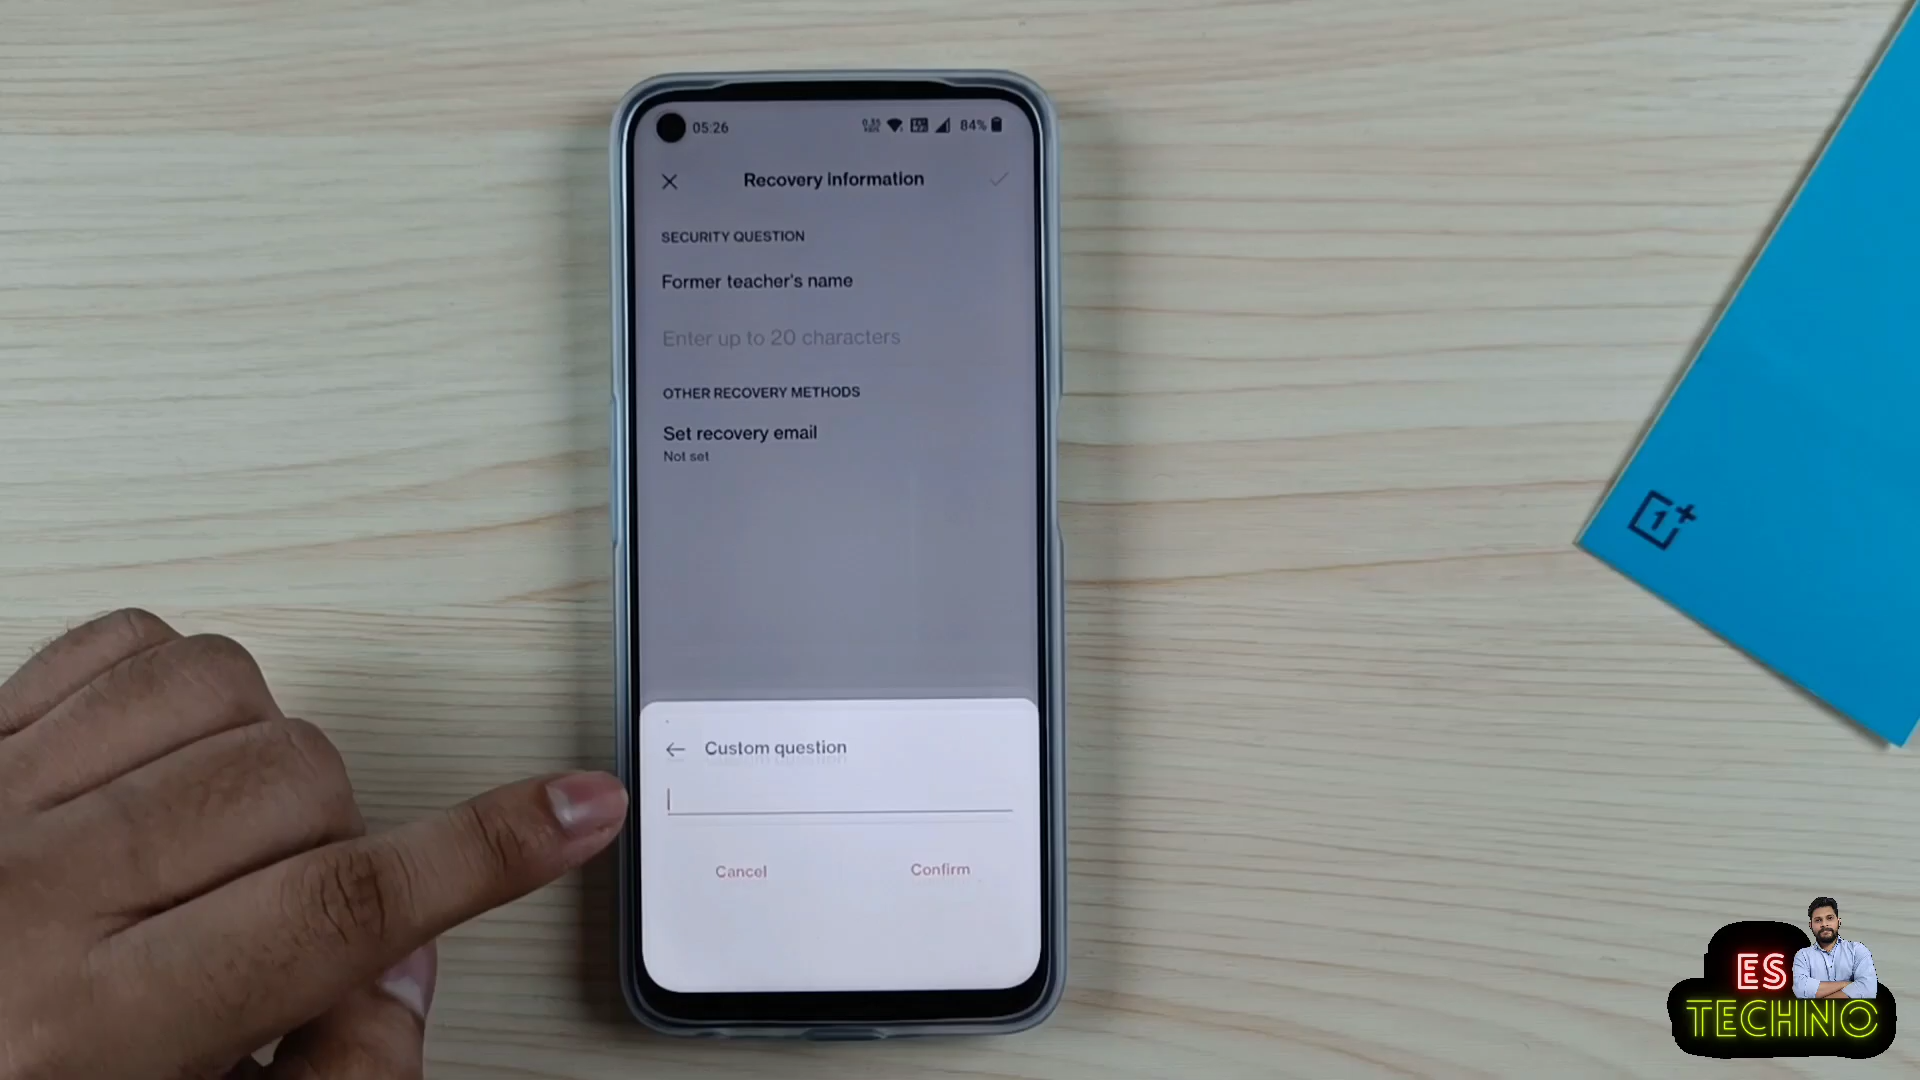 05:26
84%
Recovery information
SECURITY QUESTION
Former teacher's name
Enter up to 20 characters
OTHER RECOVERY METHODS
Set recovery email
Not set
Custom question
Cancel
Confirm
1+
ES
TECHNO